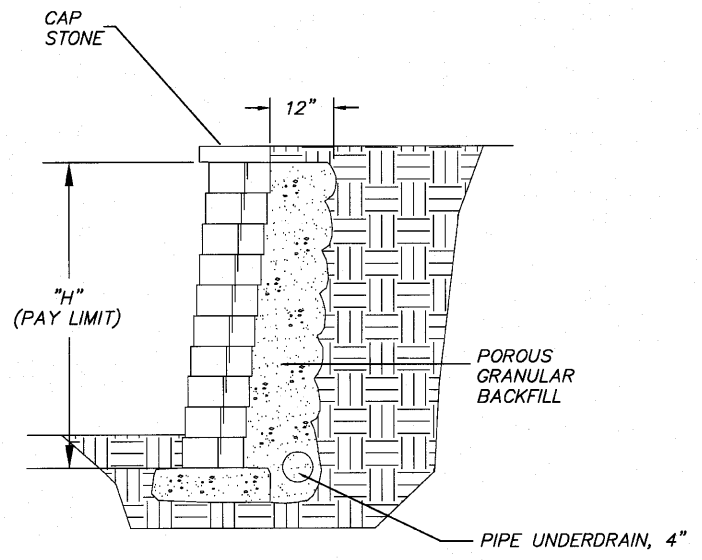 CAP
STONE
12"
"H"
(PAY LIMIT)
POROUS
GRANULAR
BACKFILL
PIPE UNDERDRAIN, 4"